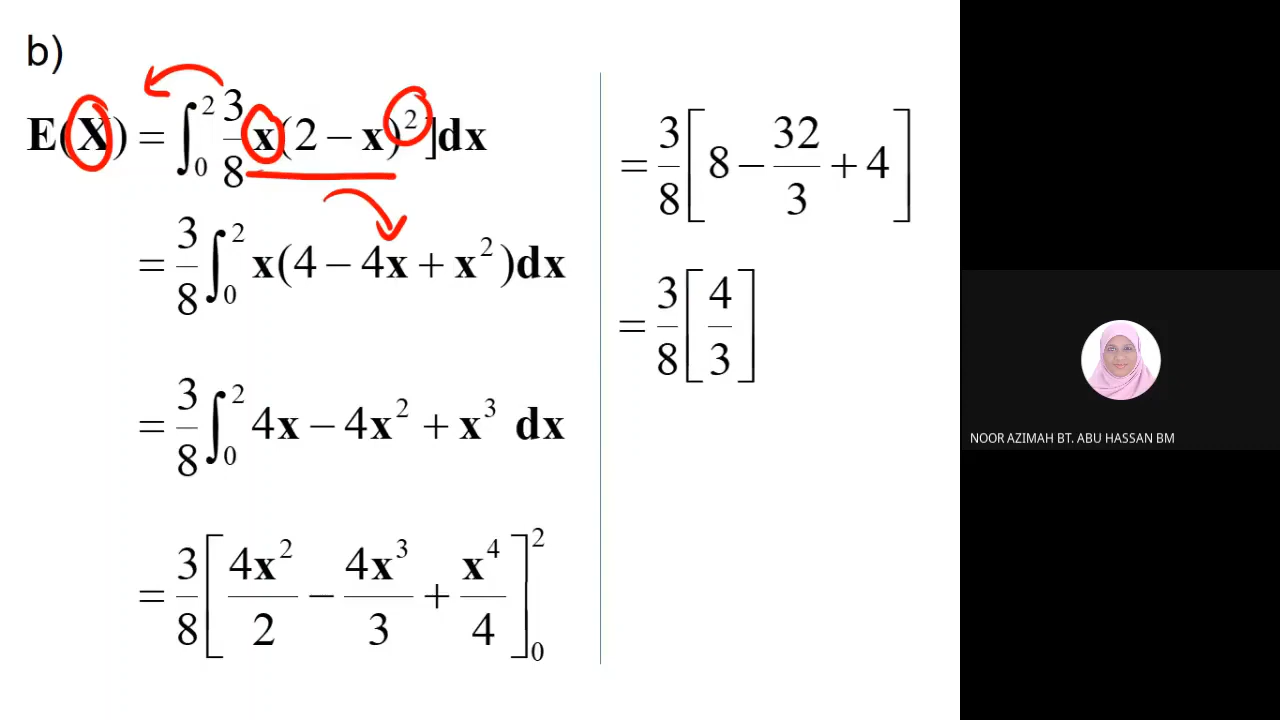 b)
E(X) = ∫₀² 3/8 x(2 − x)²]dx
= 3/8 ∫₀² x(4 − 4x + x²)dx
= 3/8 ∫₀² 4x − 4x² + x³ dx
= 3/8 [4x²/2 − 4x³/3 + x⁴/4]₀²
= 3/8 [8 − 32/3 + 4]
= 3/8 [4/3]
NOOR AZIMAH BT. ABU HASSAN BM